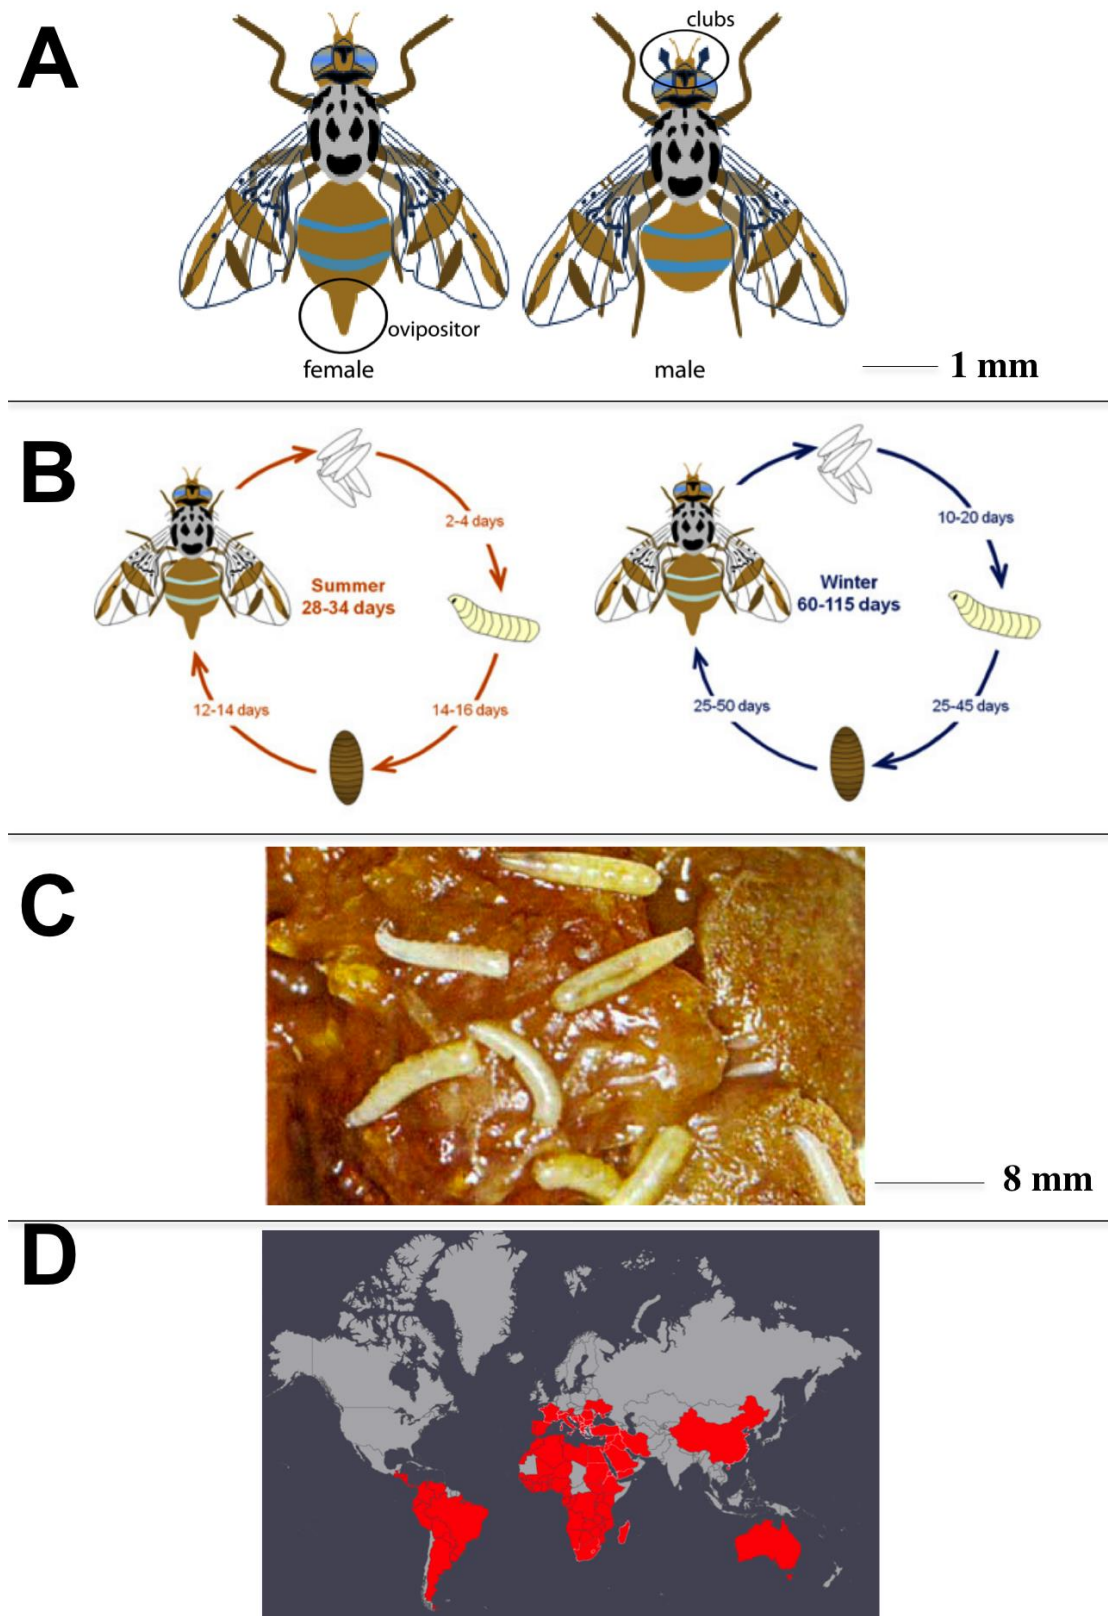 A
clubs
ovipositor
female
male
1 mm
B
2-4 days
Summer
28-34 days
12-14 days
14-16 days
10-20 days
Winter
60-115 days
25-50 days
25-45 days
C
8 mm
D